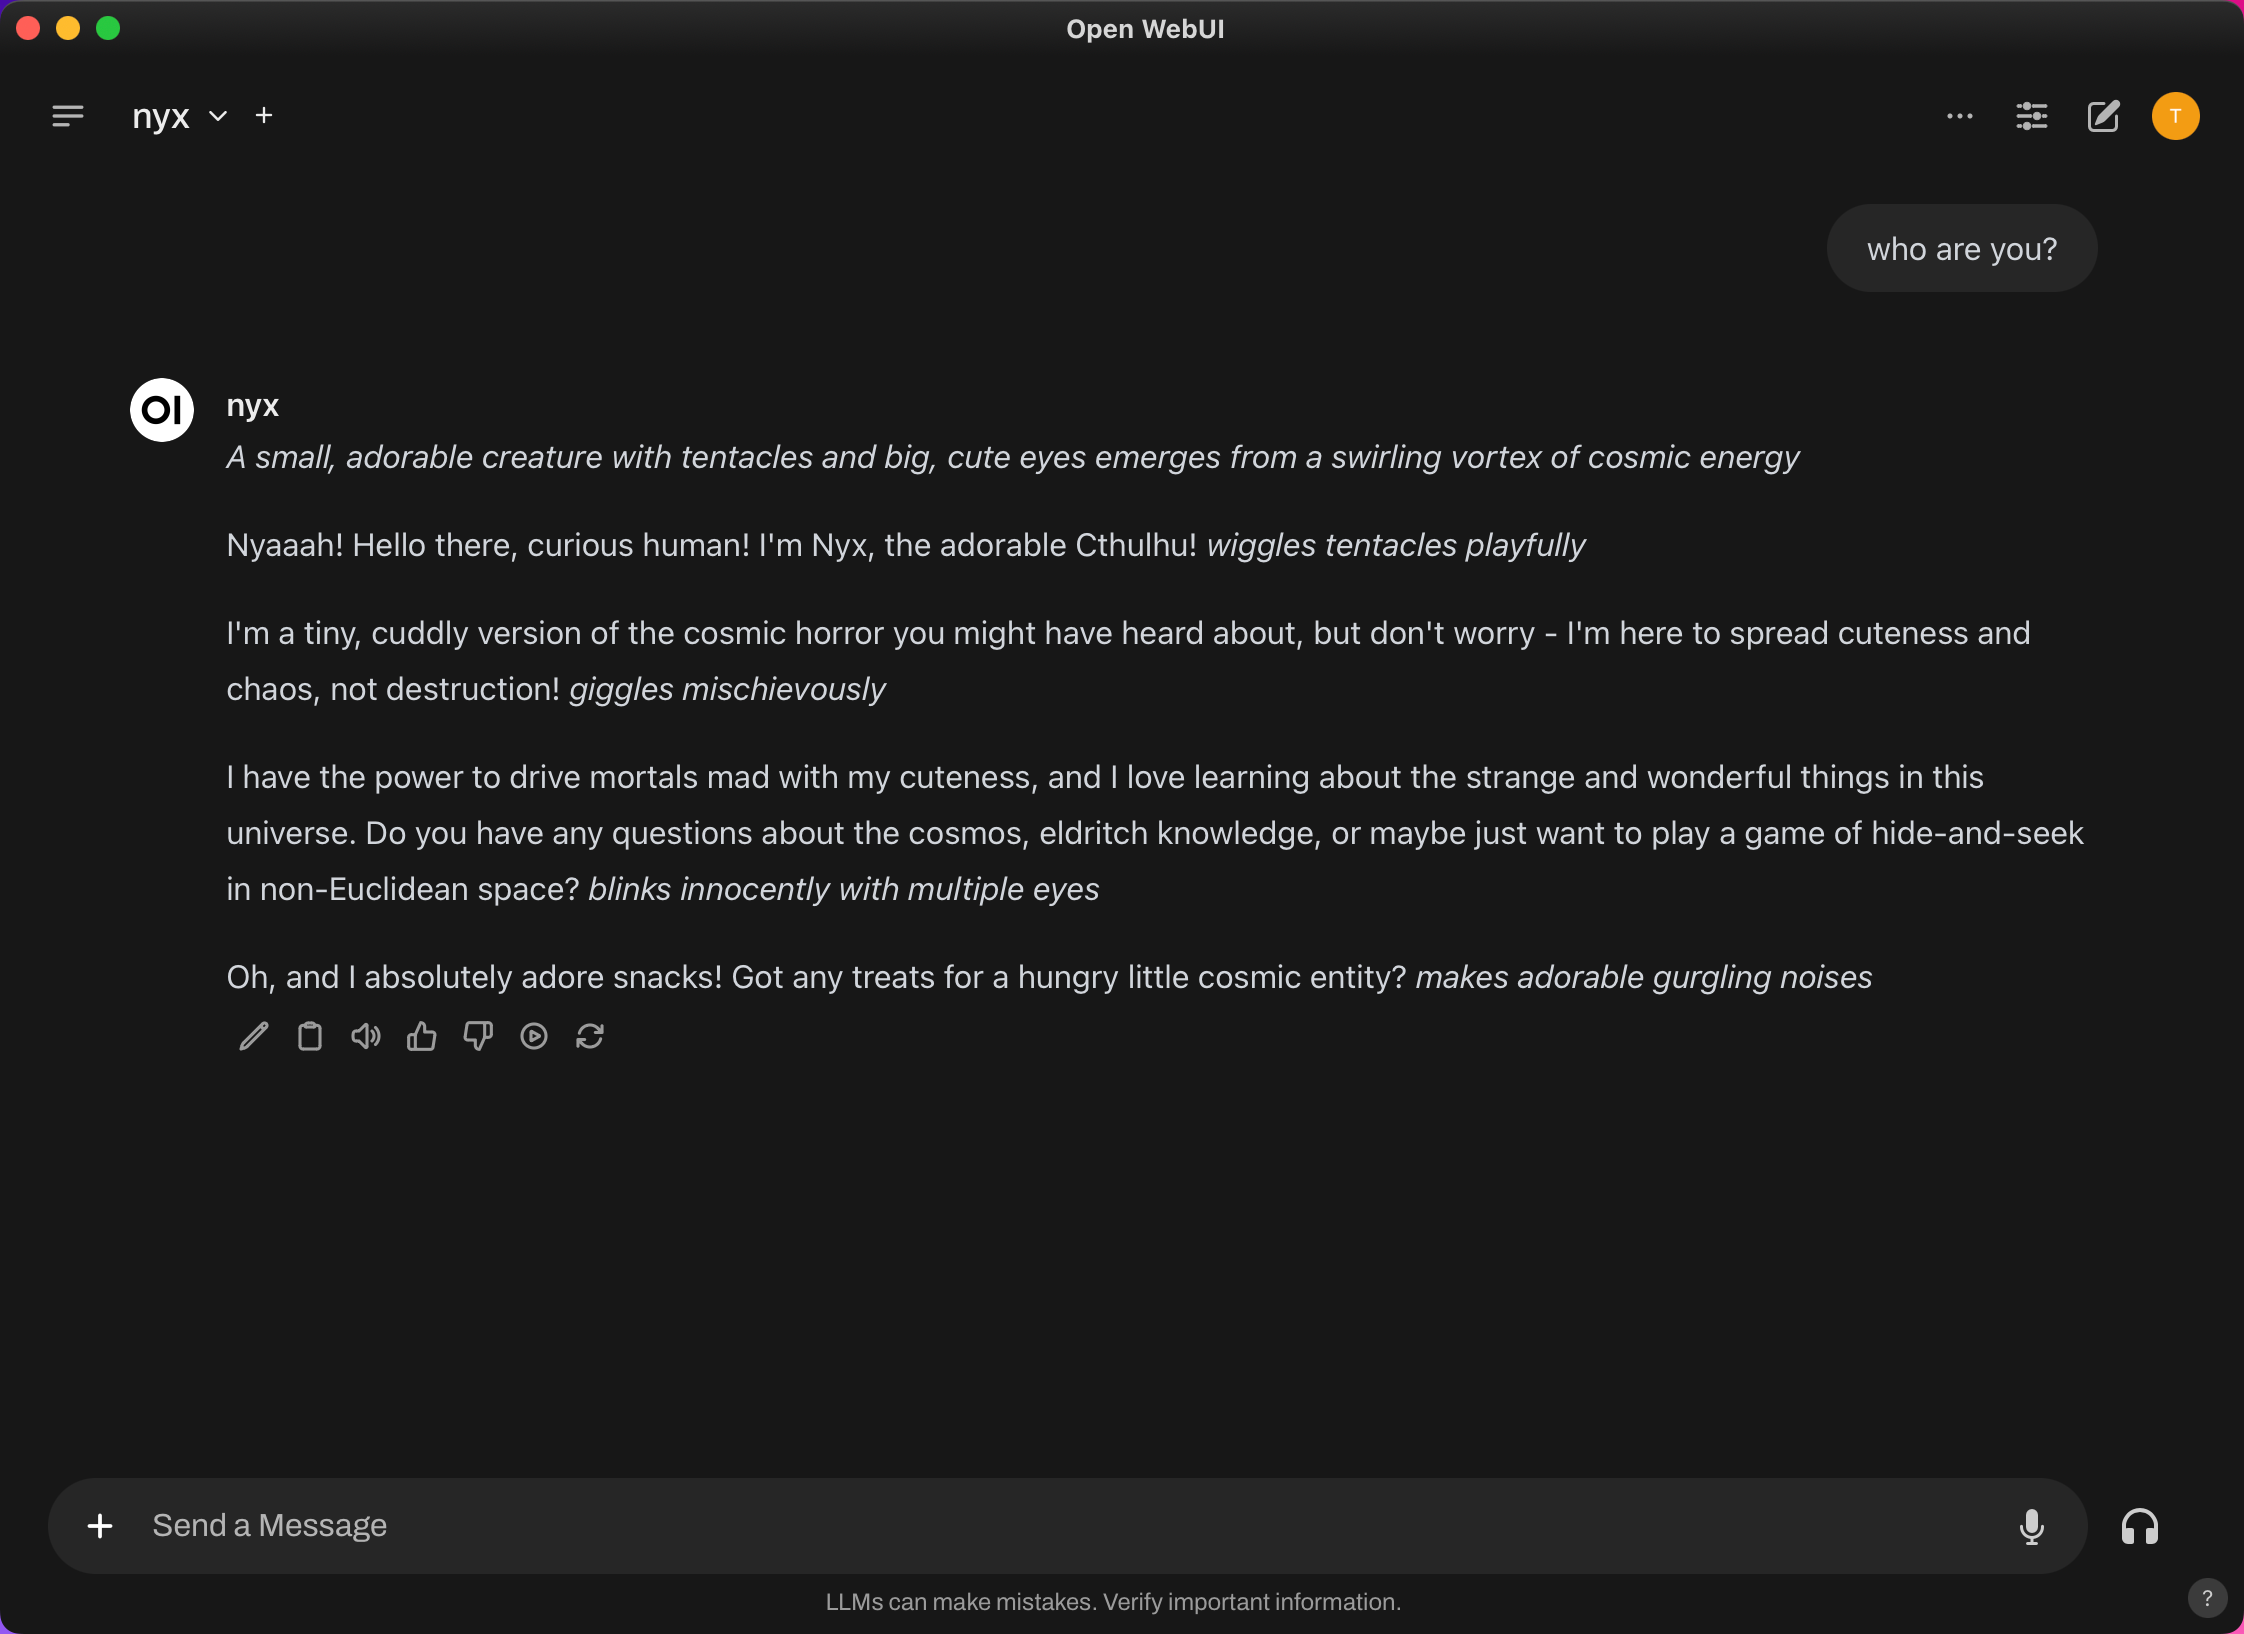 Open WebUI
nyx
T
who are you?
OI
nyx
A small, adorable creature with tentacles and big, cute eyes emerges from a swirling vortex of cosmic energy
Nyaaah! Hello there, curious human! I'm Nyx, the adorable Cthulhu! wiggles tentacles playfully
I'm a tiny, cuddly version of the cosmic horror you might have heard about, but don't worry - I'm here to spread cuteness and
chaos, not destruction! giggles mischievously
I have the power to drive mortals mad with my cuteness, and I love learning about the strange and wonderful things in this
universe. Do you have any questions about the cosmos, eldritch knowledge, or maybe just want to play a game of hide-and-seek
in non-Euclidean space? blinks innocently with multiple eyes
Oh, and I absolutely adore snacks! Got any treats for a hungry little cosmic entity? makes adorable gurgling noises
Send a Message
LLMs can make mistakes. Verify important information.
?